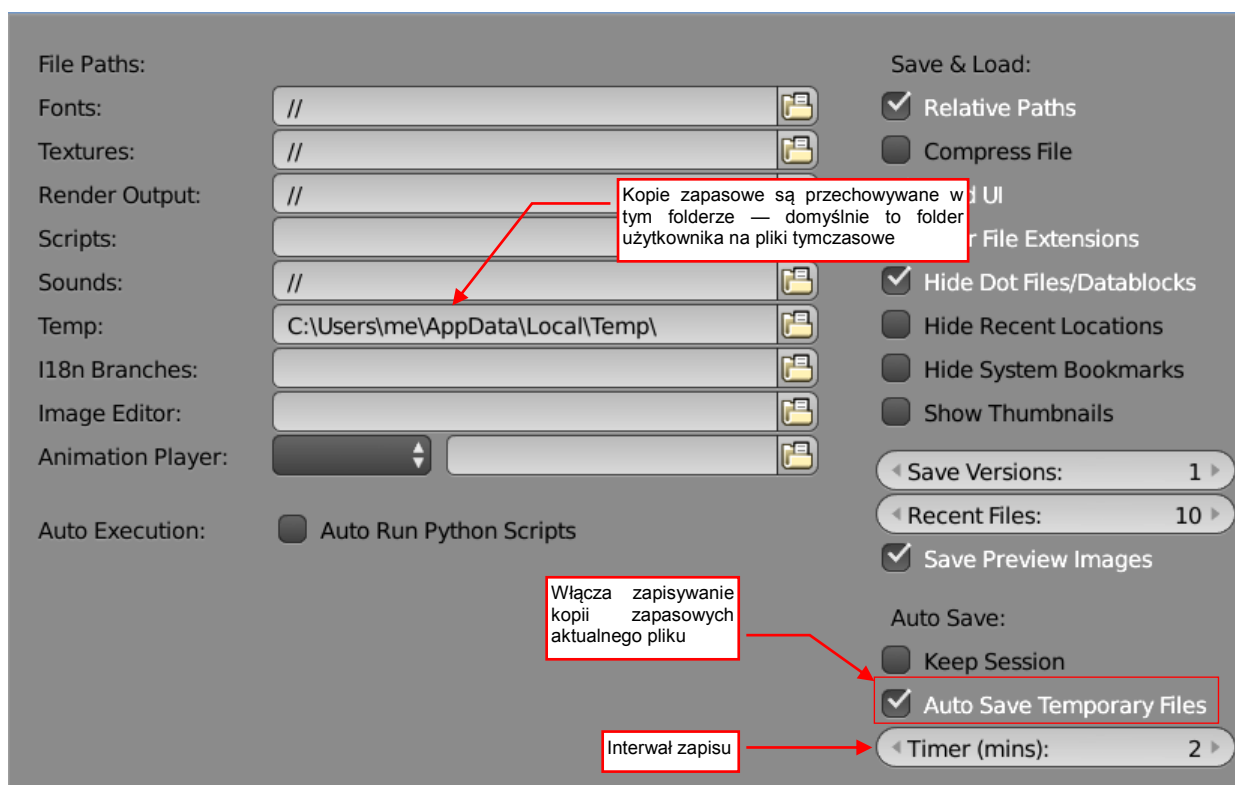 File Paths:
Fonts: //
Textures: //
Render Output: //
Scripts:
Sounds: //
Temp: C:\Users\me\AppData\Local\Temp\
I18n Branches:
Image Editor:
Animation Player:
Auto Execution: Auto Run Python Scripts
Kopie zapasowe są przechowywane w
tym folderze — domyślnie to folder
użytkownika na pliki tymczasowe
Save & Load:
Relative Paths
Compress File
UI
File Extensions
Hide Dot Files/Datablocks
Hide Recent Locations
Hide System Bookmarks
Show Thumbnails
Save Versions: 1
Recent Files: 10
Save Preview Images
Włącza zapisywanie
kopii zapasowych
aktualnego pliku
Auto Save:
Keep Session
Auto Save Temporary Files
Interwał zapisu
Timer (mins): 2